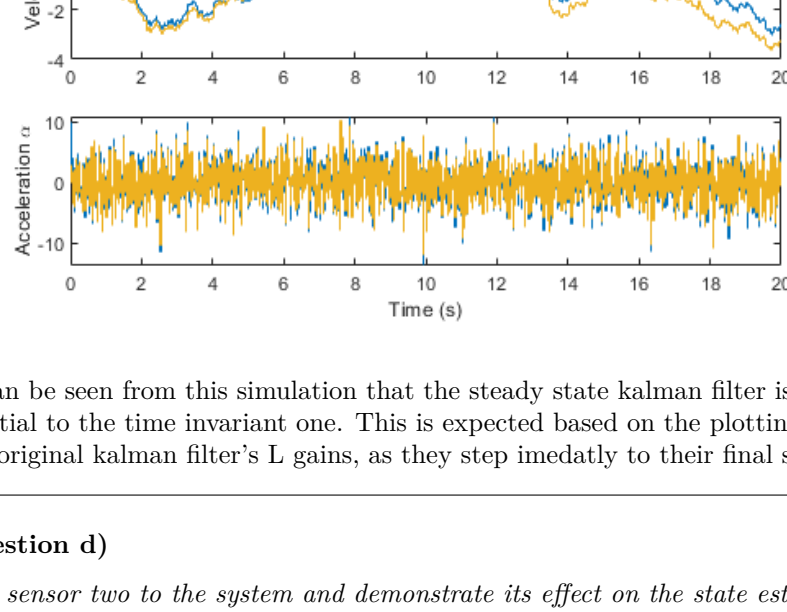 Vel
-2
-4
0 2 4 6 8 10 12 14 16 18 20
10
0
-10
Acceleration α
0 2 4 6 8 10 12 14 16 18 20
Time (s)
an be seen from this simulation that the steady state kalman filter is
tial to the time invariant one. This is expected based on the plottin
original kalman filter's L gains, as they step imedatly to their final s
estion d)
sensor two to the system and demonstrate its effect on the state est